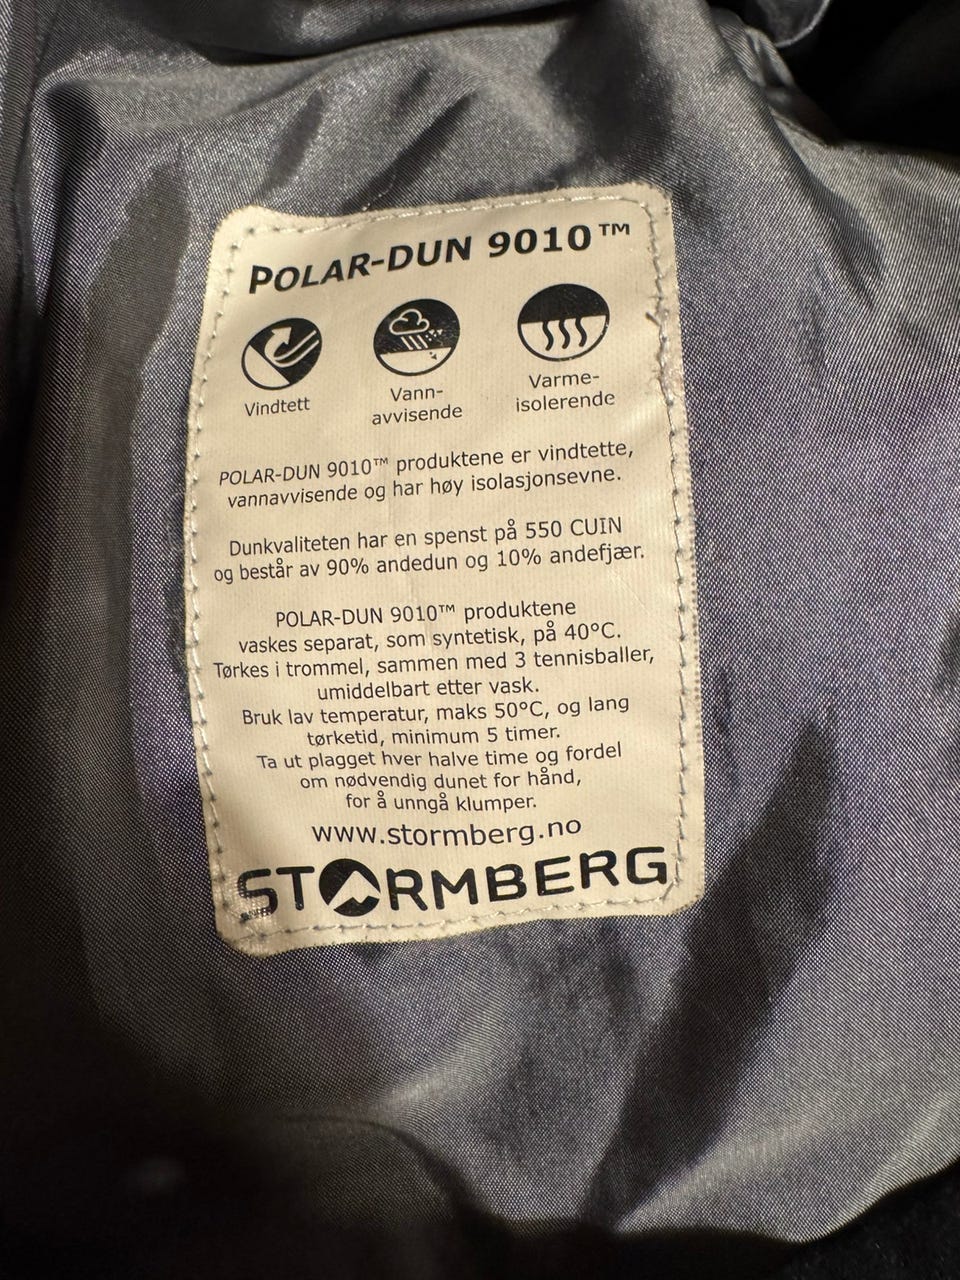 POLAR-DUN 9010™
Vindtett
Vann-
avvisende
Varme-
isolerende
POLAR-DUN 9010™ produktene er vindtette,
vannavvisende og har høy isolasjonsevne.
Dunkvaliteten har en spenst på 550 CUIN
og består av 90% andedun og 10% andefjær.
POLAR-DUN 9010™ produktene
vaskes separat, som syntetisk, på 40°C.
Tørkes i trommel, sammen med 3 tennisballer,
umiddelbart etter vask.
Bruk lav temperatur, maks 50°C, og lang
tørketid, minimum 5 timer.
Ta ut plagget hver halve time og fordel
om nødvendig dunet for hånd,
for å unngå klumper.
www.stormberg.no
STORMBERG